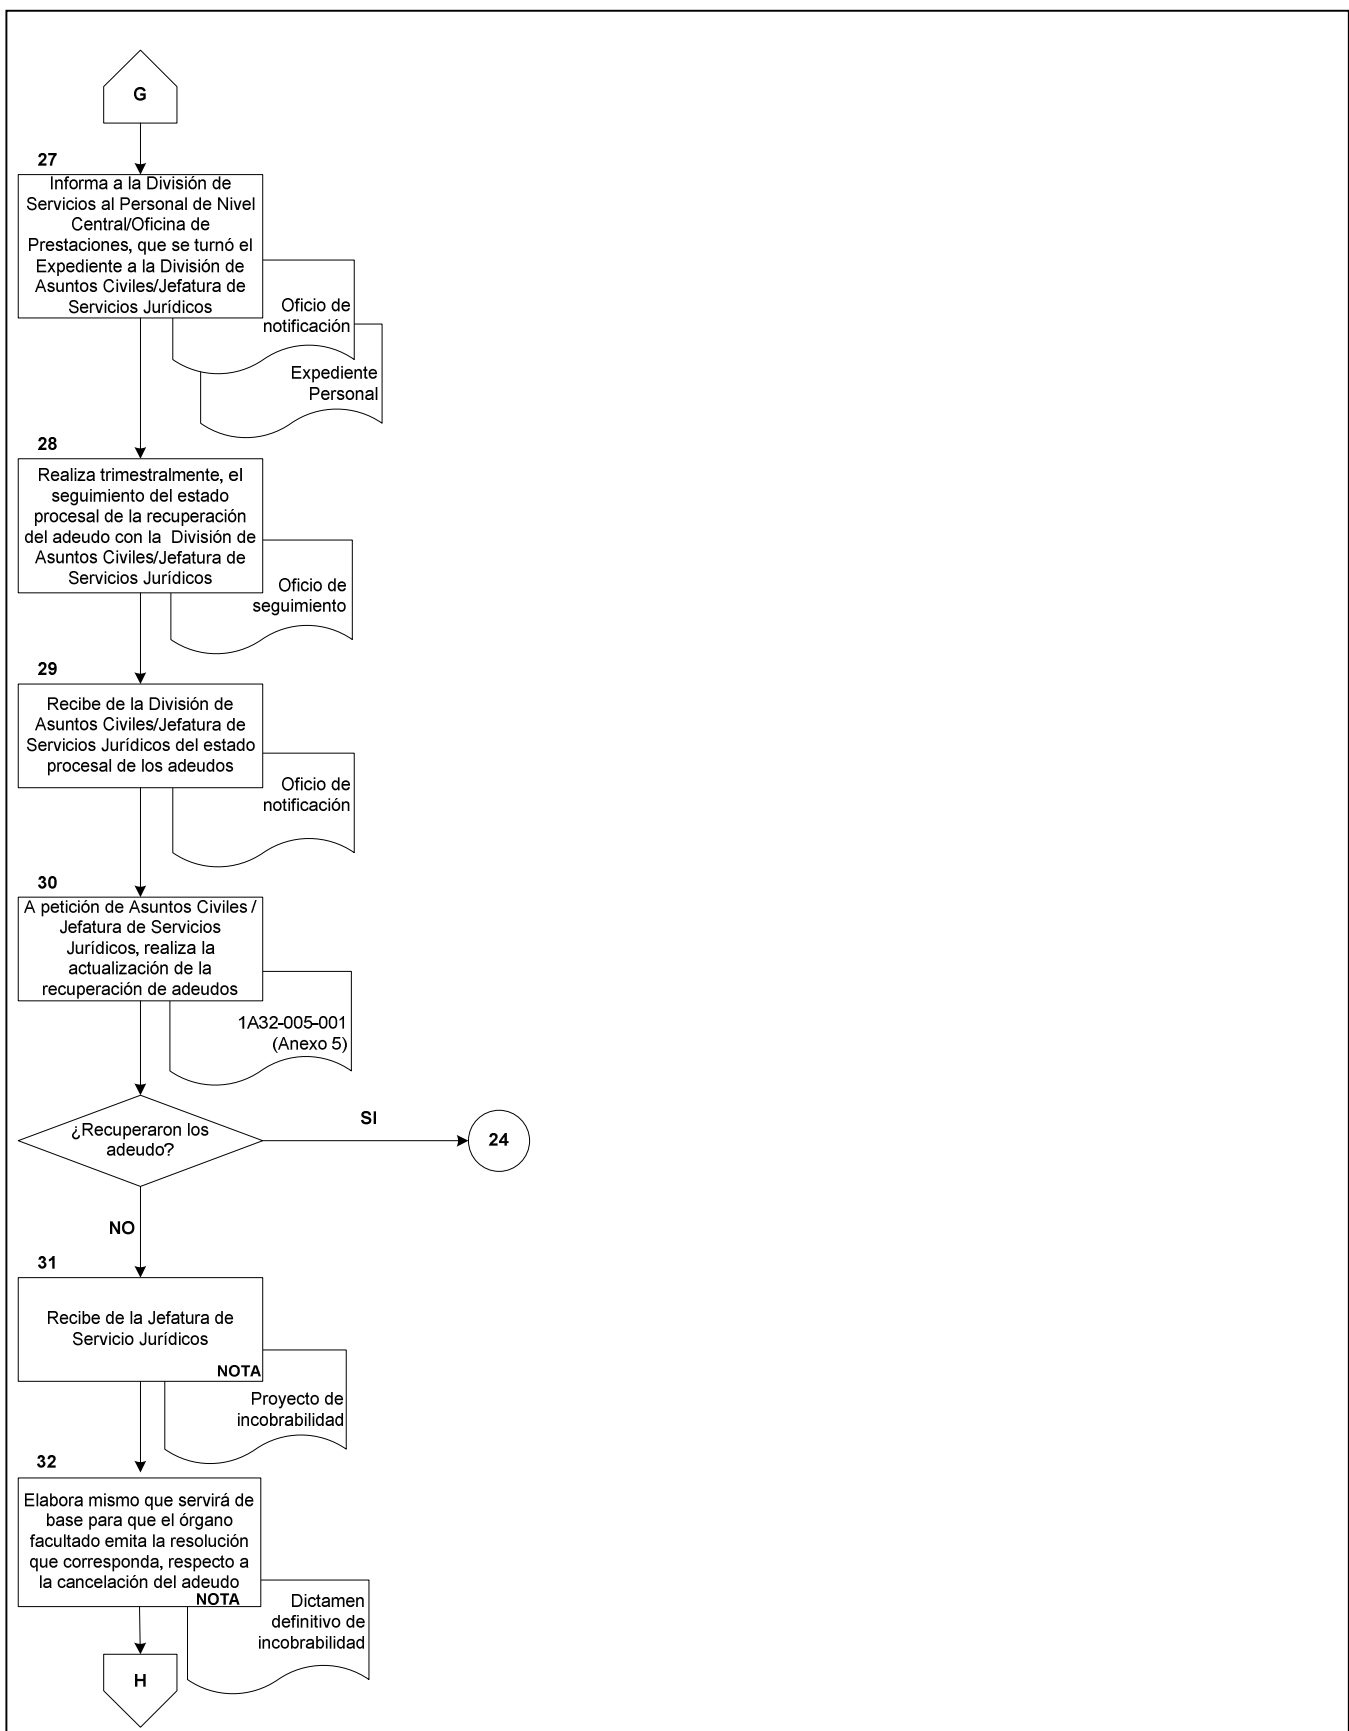 G
27
Informa a la División de
Servicios al Personal de Nivel
Central/Oficina de
Prestaciones, que se turnó el
Expediente a la División de
Asuntos Civiles/Jefatura de
Servicios Jurídicos
Oficio de
notificación
Expediente
Personal
28
Realiza trimestralmente, el
seguimiento del estado
procesal de la recuperación
del adeudo con la División de
Asuntos Civiles/Jefatura de
Servicios Jurídicos
Oficio de
seguimiento
29
Recibe de la División de
Asuntos Civiles/Jefatura de
Servicios Jurídicos del estado
procesal de los adeudos
Oficio de
notificación
30
A petición de Asuntos Civiles /
Jefatura de Servicios
Jurídicos, realiza la
actualización de la
recuperación de adeudos
1A32-005-001
(Anexo 5)
¿Recuperaron los
adeudo?
SI
24
NO
31
Recibe de la Jefatura de
Servicio Jurídicos
NOTA
Proyecto de
incobrabilidad
32
Elabora mismo que servirá de
base para que el órgano
facultado emita la resolución
que corresponda, respecto a
la cancelación del adeudo
NOTA
Dictamen
definitivo de
incobrabilidad
H